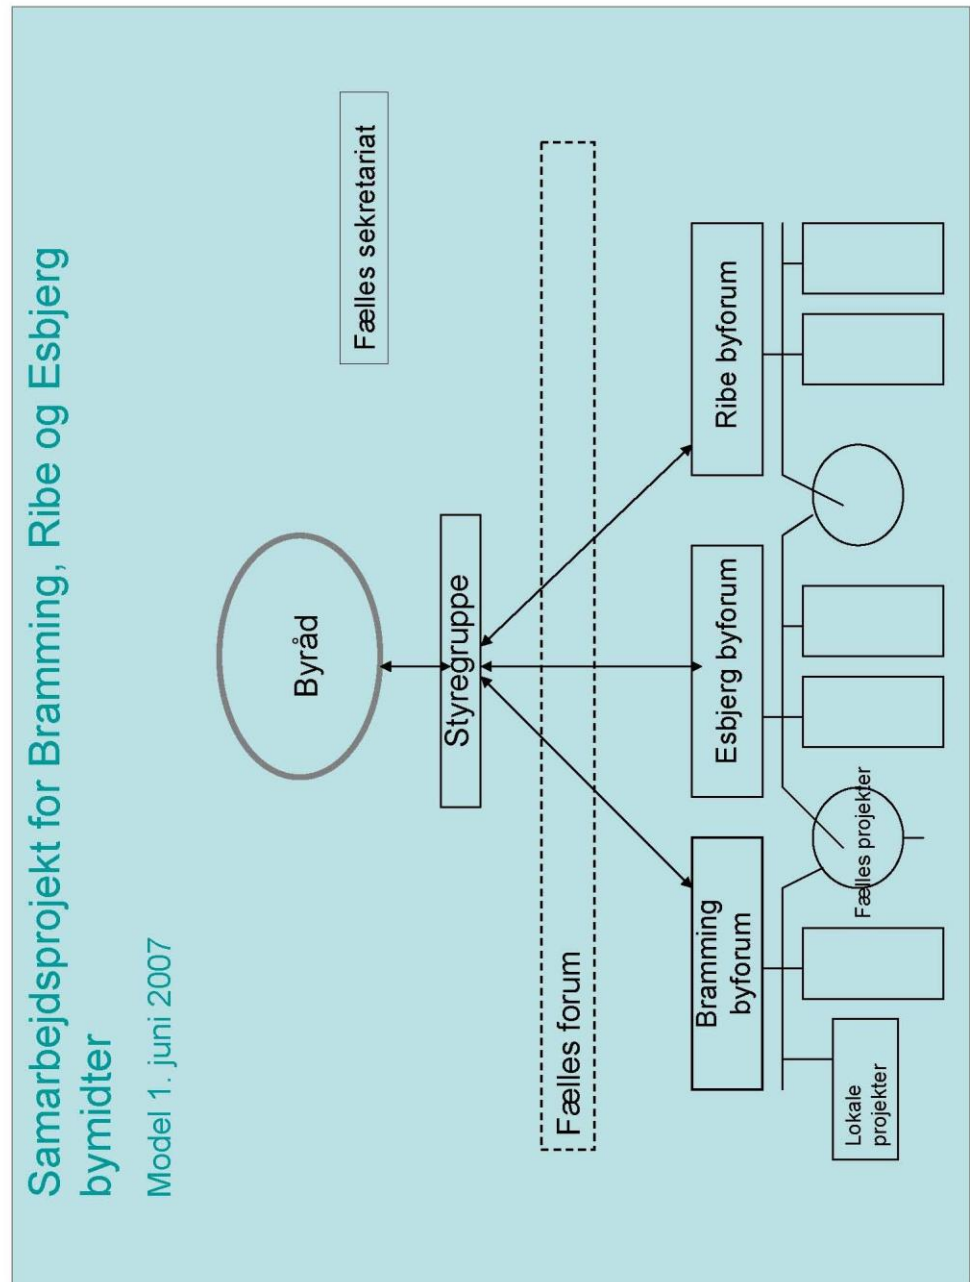 Samarbejdsprojekt for Bramming, Ribe og Esbjerg
bymidter
Model 1. juni 2007
Fælles sekretariat
Byråd
Styregruppe
Fælles forum
Bramming
byforum
Esbjerg byforum
Ribe byforum
Lokale
projekter
Fælles projekter